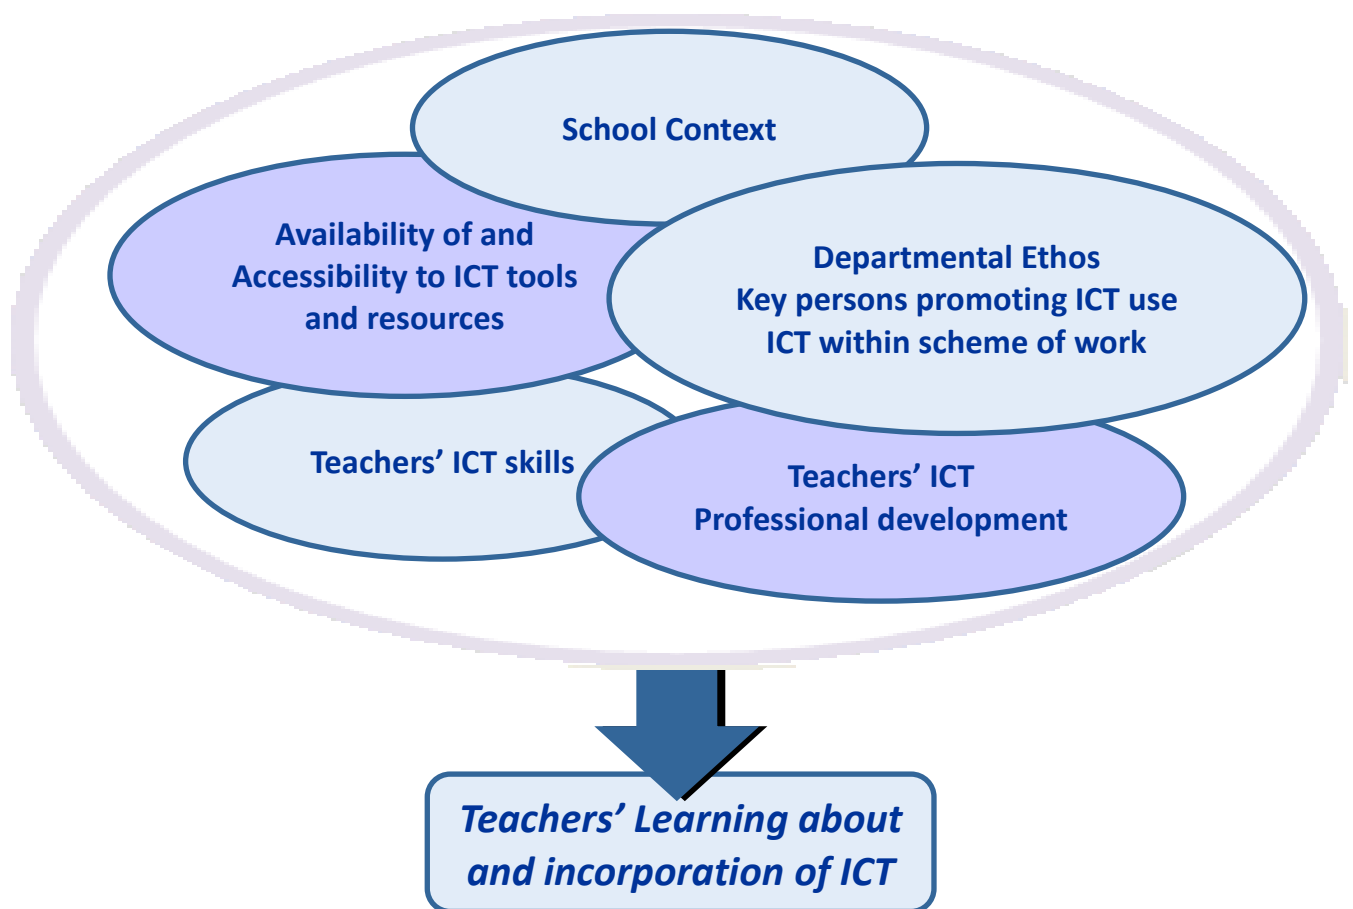 School Context
Availability of and
Accessibility to ICT tools
and resources
Departmental Ethos
Key persons promoting ICT use
ICT within scheme of work
Teachers’ ICT skills
Teachers’ ICT
Professional development
Teachers’ Learning about
and incorporation of ICT